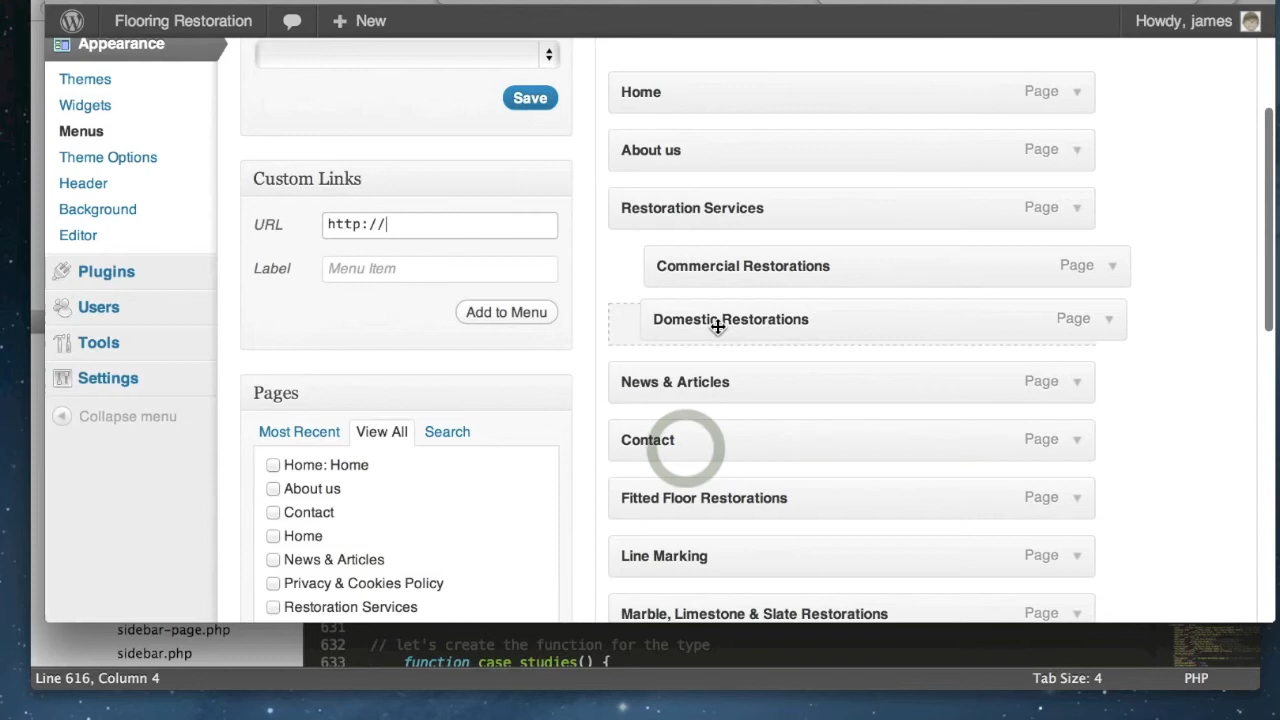 Flooring Restoration
New
Howdy, james
Appearance
Themes
Widgets
Menus
Theme Options
Header
Background
Editor
Plugins
Users
Tools
Settings
Collapse menu
Save
Custom Links
URL
http://
Label
Menu Item
Add to Menu
Pages
Most Recent
View All
Search
Home: Home
About us
Contact
Home
News & Articles
Privacy & Cookies Policy
Restoration Services
Home Page
About us Page
Restoration Services Page
Commercial Restorations Page
Domestic Restorations Page
News & Articles Page
Contact Page
Fitted Floor Restorations Page
Line Marking Page
Marble, Limestone & Slate Restorations Page
sidebar-page.php
sidebar.php
631
632 // let's create the function for the type
633 function case_studies() {
Line 616, Column 4
Tab Size: 4
PHP